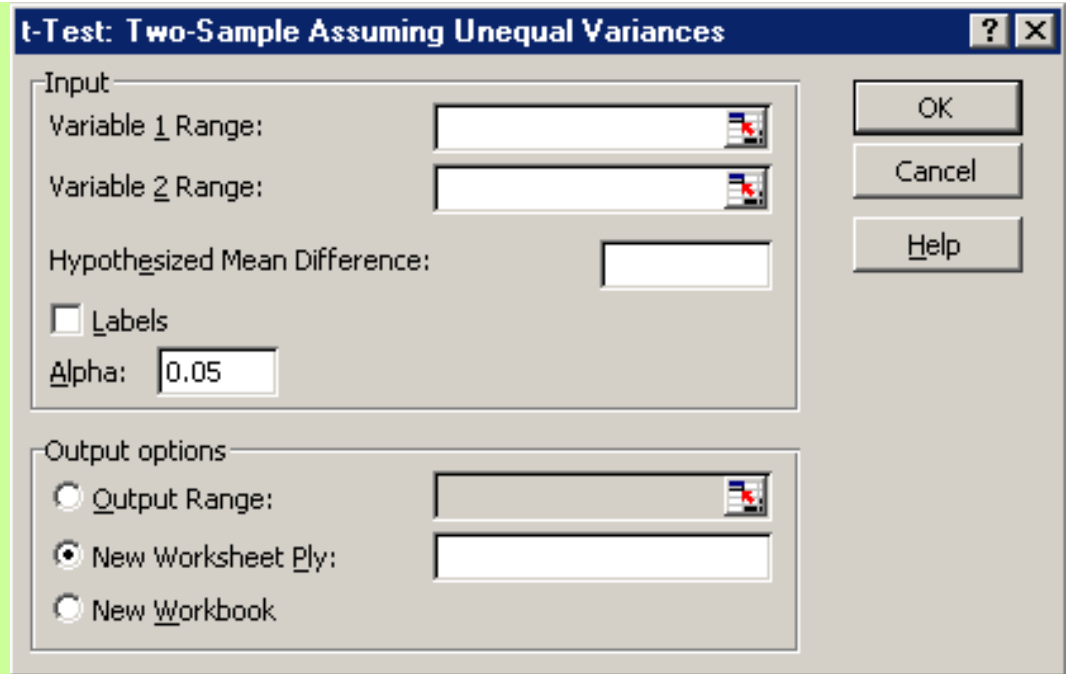 t-Test: Two-Sample Assuming Unequal Variances
?
Input
Variable 1 Range:
Variable 2 Range:
Hypothesized Mean Difference:
Labels
Alpha: 0.05
OK
Cancel
Help
Output options
Output Range:
New Worksheet Ply:
New Workbook